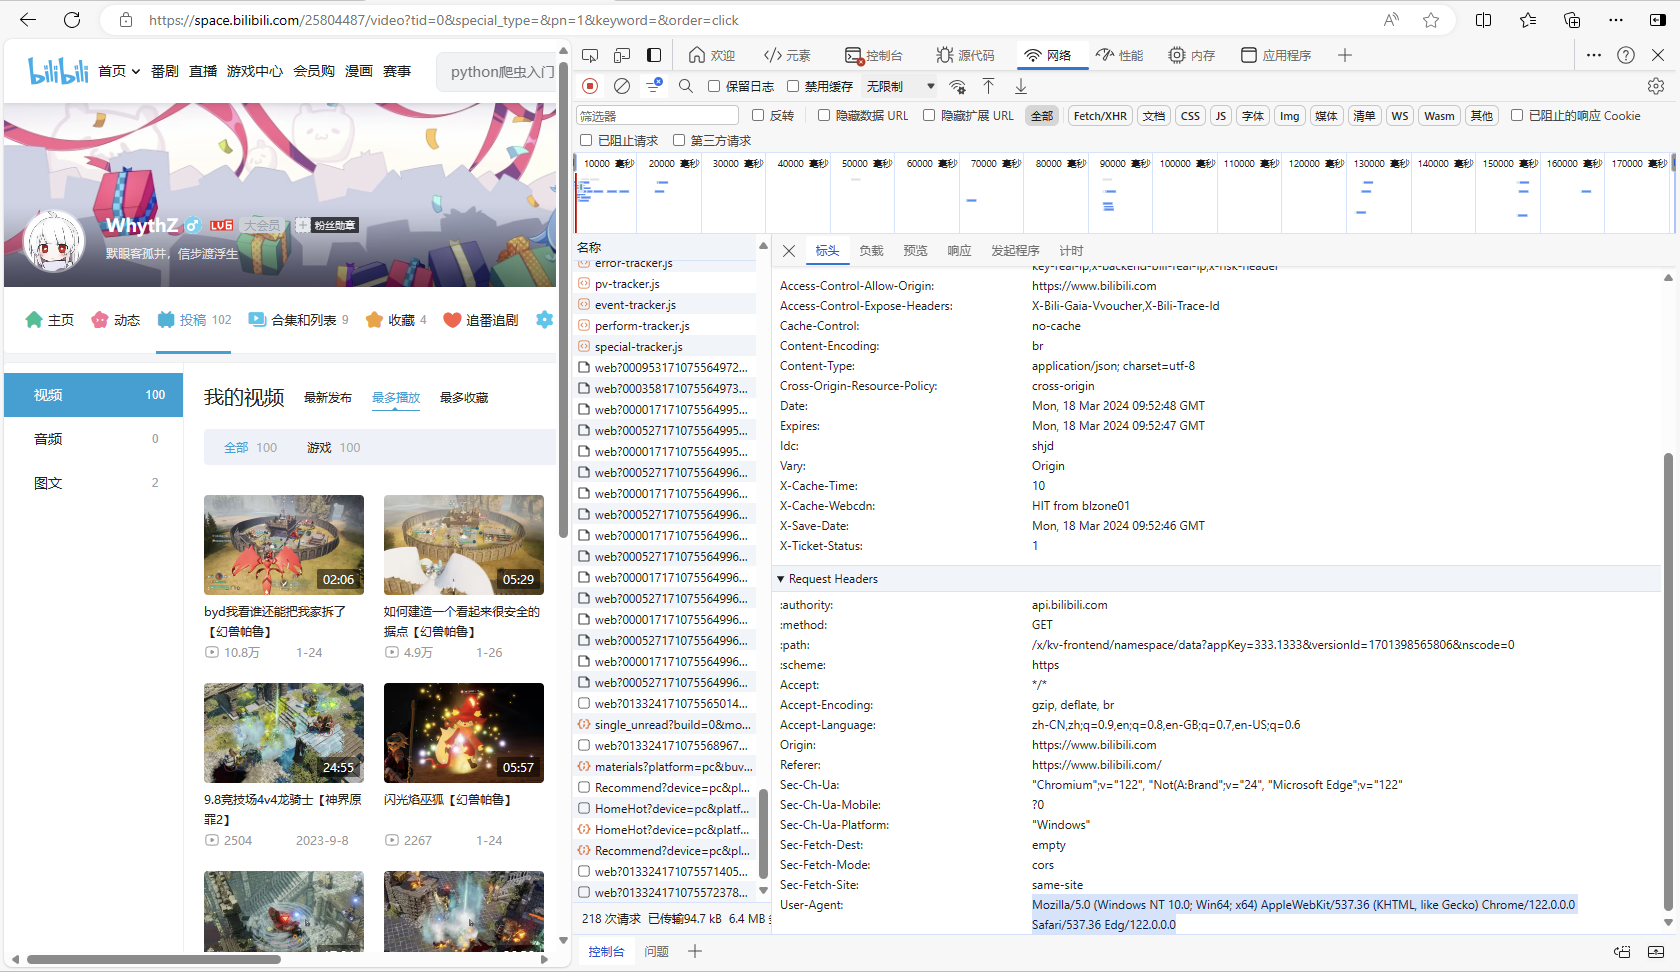 https://space.bilibili.com/25804487/video?tid=0&special_type=&pn=1&keyword=&order=click
bilibili 首页 番剧 直播 游戏中心 会员购 漫画 赛事 python爬虫入门
WhythZ LV6 大会员 粉丝勋章
默眼客孤井，信步渡浮生
主页 动态 投稿 102 合集和列表 9 收藏 4 追番追剧
视频 100
音频 0
图文 2
我的视频 最新发布 最多播放 最多收藏
全部 100 游戏 100
02:06 05:29
byd我看谁还能把我家拆了【幻兽帕鲁】
10.8万 1-24
如何建造一个看起来很安全的据点【幻兽帕鲁】
4.9万 1-26
24:55 05:57
9.8竞技场4v4龙骑士【神界原罪2】
2504 2023-9-8
闪光焰巫狐【幻兽帕鲁】
2267 1-24
欢迎 元素 控制台 源代码 网络 性能 内存 应用程序
保留日志 禁用缓存 无限制
筛选器 反转 隐藏数据 URL 隐藏扩展 URL 全部 Fetch/XHR 文档 CSS JS 字体 Img 媒体 清单 WS Wasm 其他 已阻止的响应 Cookie
已阻止请求 第三方请求
10000 毫秒 20000 毫秒 30000 毫秒 40000 毫秒 50000 毫秒 60000 毫秒 70000 毫秒 80000 毫秒 90000 毫秒 100000 毫秒 110000 毫秒 120000 毫秒 130000 毫秒 140000 毫秒 150000 毫秒 160000 毫秒 170000 毫秒
名称
error-tracker.js
pv-tracker.js
event-tracker.js
perform-tracker.js
special-tracker.js
web?000953171075564972...
web?000358171075564973...
web?000017171075564995...
web?000527171075564995...
web?000017171075564995...
web?000527171075564996...
web?000017171075564996...
web?000527171075564996...
web?000017171075564996...
web?000527171075564996...
web?000017171075564996...
web?000527171075564996...
web?000017171075564996...
web?000527171075564996...
web?000017171075564996...
web?000527171075564996...
web?013324171075565014...
single_unread?build=0&mo...
web?013324171075568967...
materials?platform=pc&buv...
Recommend?device=pc&pl...
HomeHot?device=pc&platf...
HomeHot?device=pc&platf...
Recommend?device=pc&pl...
web?013324171075571405...
web?013324171075572378...
218 次请求 已传输94.7 kB 6.4 MB
标头 负载 预览 响应 发起程序 计时
key-real-ip,x-backend-bili-real-ip,x-risk-header
Access-Control-Allow-Origin: https://www.bilibili.com
Access-Control-Expose-Headers: X-Bili-Gaia-Vvoucher,X-Bili-Trace-Id
Cache-Control: no-cache
Content-Encoding: br
Content-Type: application/json; charset=utf-8
Cross-Origin-Resource-Policy: cross-origin
Date: Mon, 18 Mar 2024 09:52:48 GMT
Expires: Mon, 18 Mar 2024 09:52:47 GMT
Idc: shjd
Vary: Origin
X-Cache-Time: 10
X-Cache-Webcdn: HIT from blzone01
X-Save-Date: Mon, 18 Mar 2024 09:52:46 GMT
X-Ticket-Status: 1
Request Headers
:authority: api.bilibili.com
:method: GET
:path: /x/kv-frontend/namespace/data?appKey=333.1333&versionId=1701398565806&nscode=0
:scheme: https
Accept: */*
Accept-Encoding: gzip, deflate, br
Accept-Language: zh-CN,zh;q=0.9,en;q=0.8,en-GB;q=0.7,en-US;q=0.6
Origin: https://www.bilibili.com
Referer: https://www.bilibili.com/
Sec-Ch-Ua: "Chromium";v="122", "Not(A:Brand";v="24", "Microsoft Edge";v="122"
Sec-Ch-Ua-Mobile: ?0
Sec-Ch-Ua-Platform: "Windows"
Sec-Fetch-Dest: empty
Sec-Fetch-Mode: cors
Sec-Fetch-Site: same-site
User-Agent: Mozilla/5.0 (Windows NT 10.0; Win64; x64) AppleWebKit/537.36 (KHTML, like Gecko) Chrome/122.0.0.0
Safari/537.36 Edg/122.0.0.0
控制台 问题